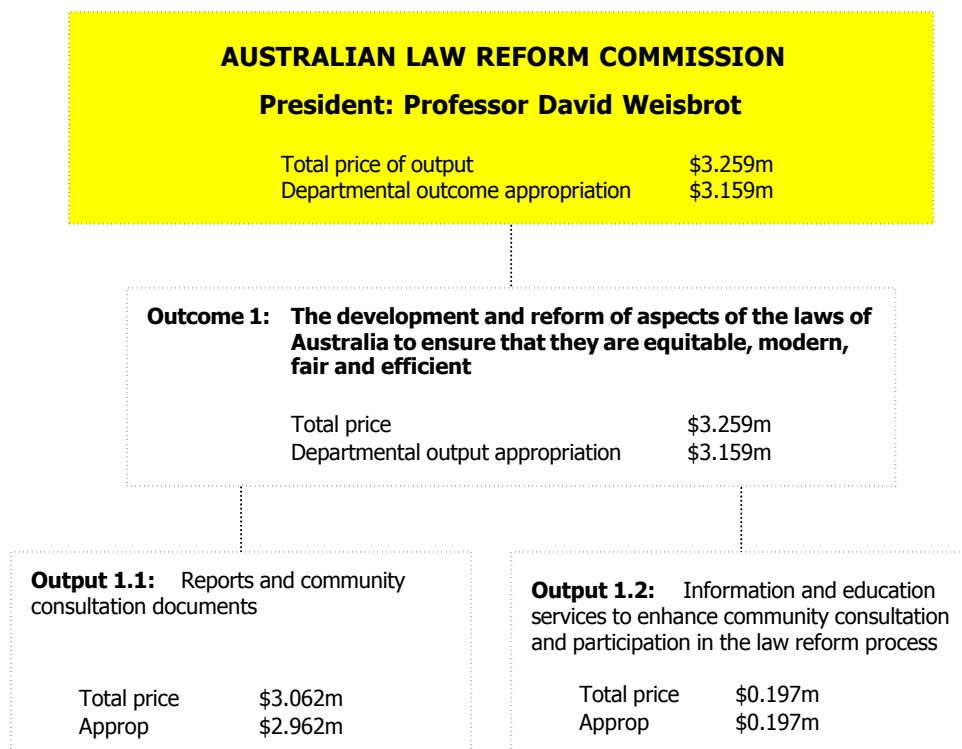 AUSTRALIAN LAW REFORM COMMISSION
President: Professor David Weisbrot
Total price of output $3.259m
Departmental outcome appropriation $3.159m
Outcome 1: The development and reform of aspects of the laws of
Australia to ensure that they are equitable, modern,
fair and efficient
Total price $3.259m
Departmental output appropriation $3.159m
Output 1.1: Reports and community
consultation documents
Total price $3.062m
Approp $2.962m
Output 1.2: Information and education
services to enhance community consultation
and participation in the law reform process
Total price $0.197m
Approp $0.197m